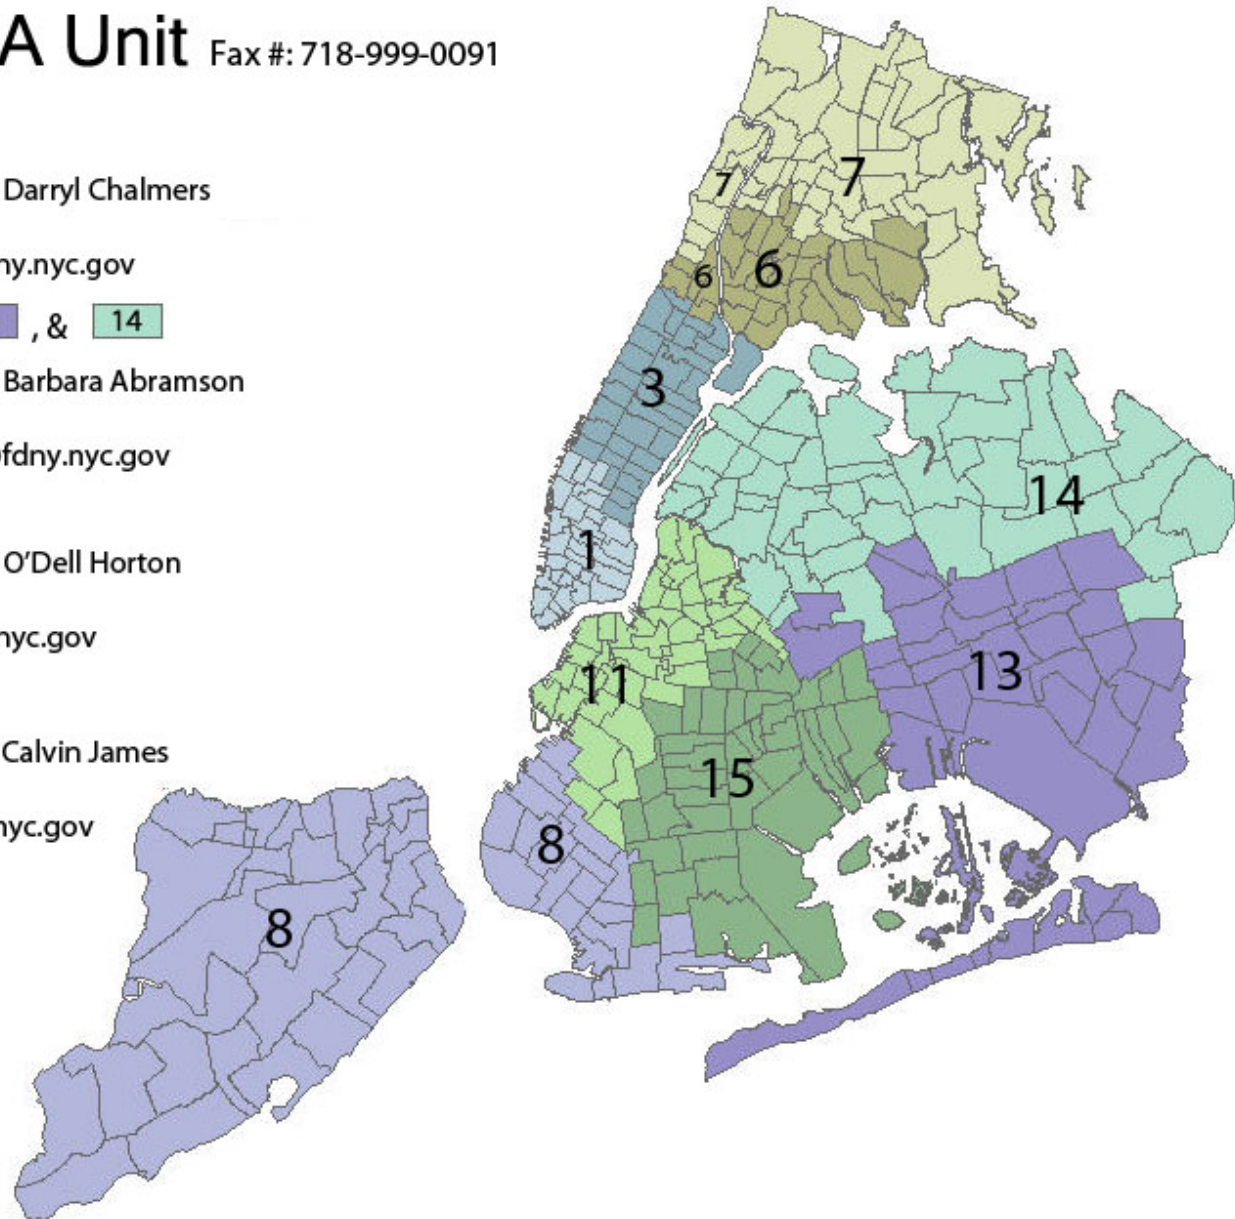 A Unit Fax #: 718-999-0091
Darryl Chalmers
ny.nyc.gov
, & 14
Barbara Abramson
fdny.nyc.gov
O'Dell Horton
nyc.gov
Calvin James
nyc.gov
7
7
6
6
3
14
1
13
11
15
8
8